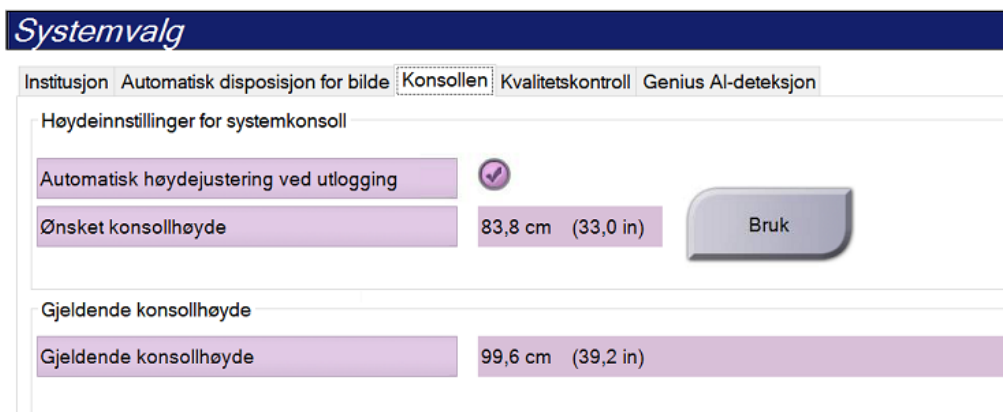 Systemvalg
Institusjon Automatisk disposisjon for bilde Konsollen Kvalitetskontroll Genius AI-deteksjon
Høydeinnstillinger for systemkonsoll
Automatisk høydejustering ved utlogging
Ønsket konsollhøyde 83,8 cm (33,0 in) Bruk
Gjeldende konsollhøyde
Gjeldende konsollhøyde 99,6 cm (39,2 in)